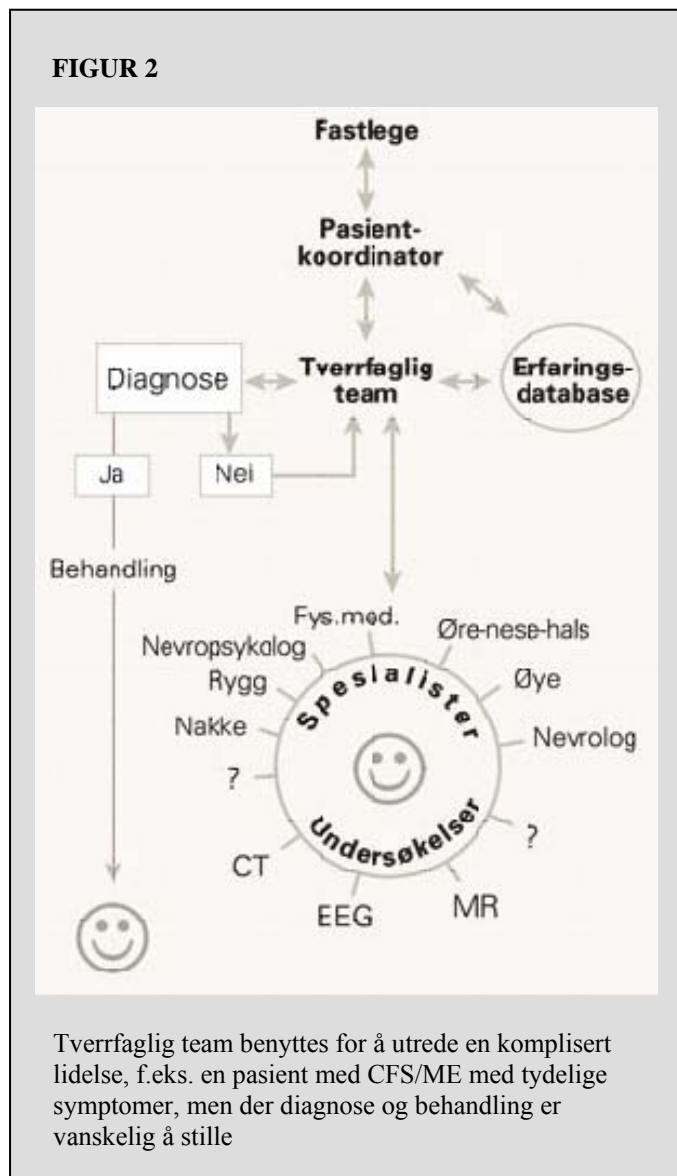 FIGUR 2
Fastlege
Pasient-
koordinator
Diagnose
Tverrfaglig
team
Erfarings-
database
Ja
Nei
Behandling
Fys.med.
Nevropsykolog
Øre-nese-hals
Rygg
Øye
Nakke
Nevrolog
?
?
Spesialister
Undersøkelser
CT
EEG
MR
Tverrfaglig team benyttes for å utrede en komplisert
lidelse, f.eks. en pasient med CFS/ME med tydelige
symptomer, men der diagnose og behandling er
vanskelig å stille